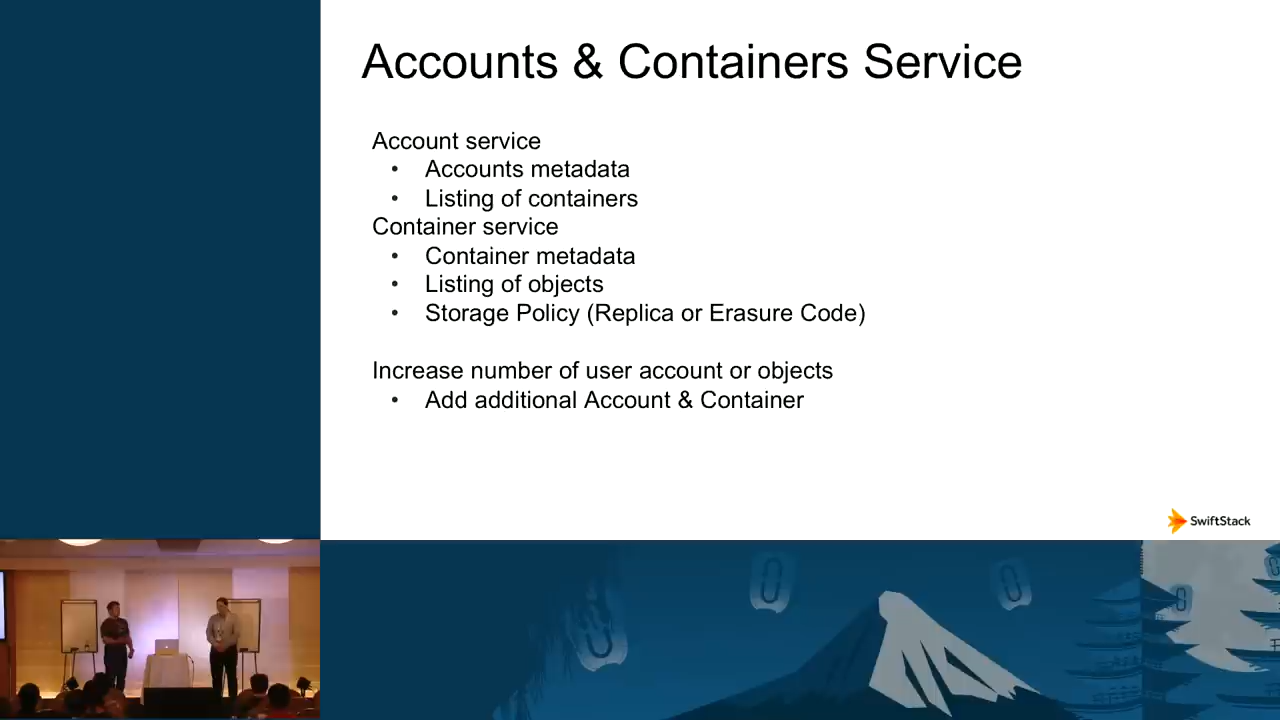 Accounts & Containers Service
Account service
• Accounts metadata
• Listing of containers
Container service
• Container metadata
• Listing of objects
• Storage Policy (Replica or Erasure Code)
Increase number of user account or objects
• Add additional Account & Container
SwiftStack